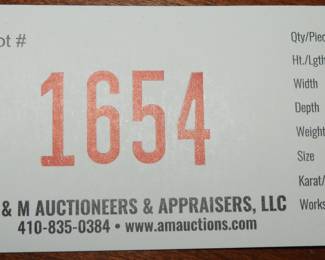 ot #
1654
& M AUCTIONEERS & APPRAISERS, LLC
410-835-0384 • www.amauctions.com
Qty/Piec
Ht./Lgth
Width
Depth
Weight
Size
Karat/
Works